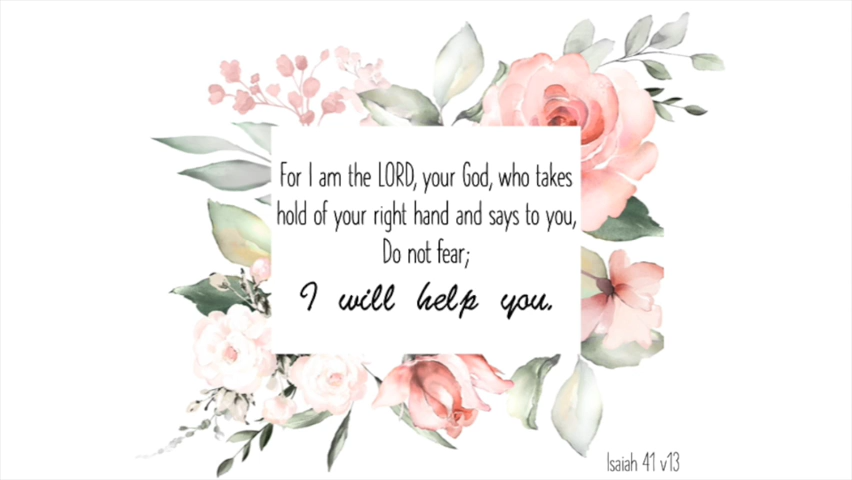 For I am the LORD, your God, who takes
hold of your right hand and says to you,
Do not fear;
I will help you.
Isaiah 41 v13